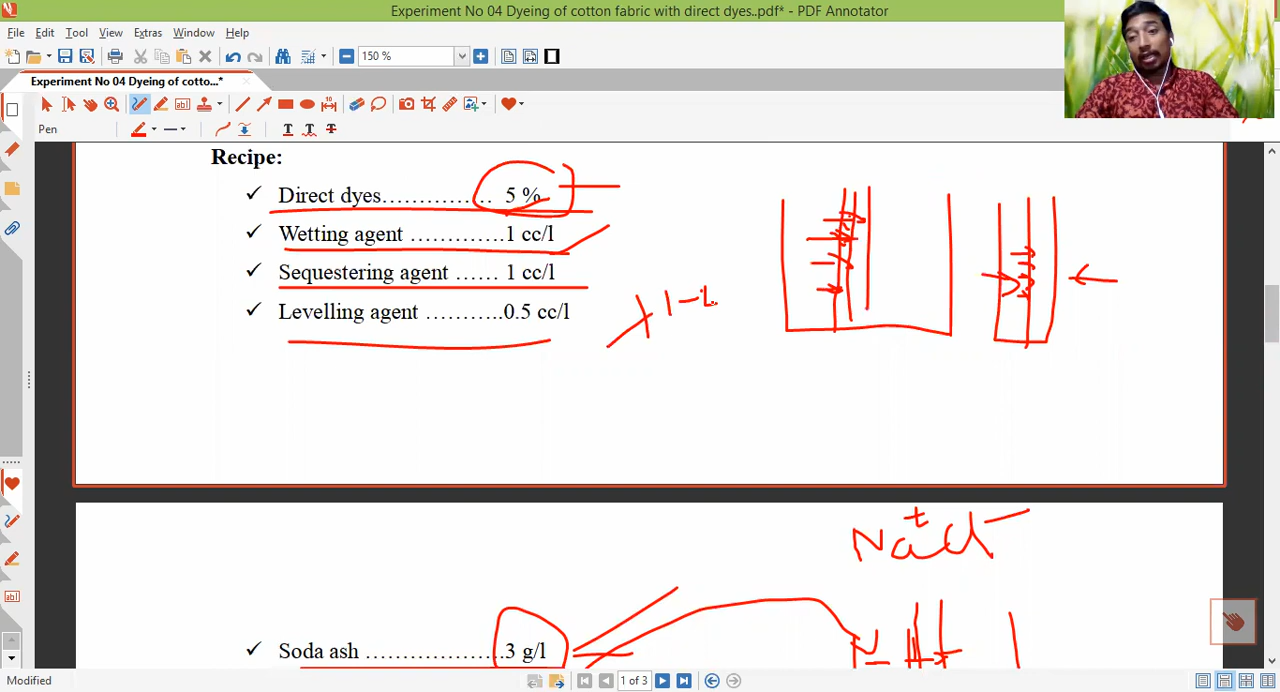 Experiment No 04 Dyeing of cotton fabric with direct dyes..pdf* - PDF Annotator
File Edit Tool Extras View Window Help
150 %
Experiment No 04 Dyeing of cotto...*
Pen
Recipe:
✓ Direct dyes…………… 5 %
✓ Wetting agent ………….1 cc/l
✓ Sequestering agent …… 1 cc/l
✓ Levelling agent ………..0.5 cc/l
Na+Cl-
✓ Soda ash ………………..3 g/l
Modified
1 of 3